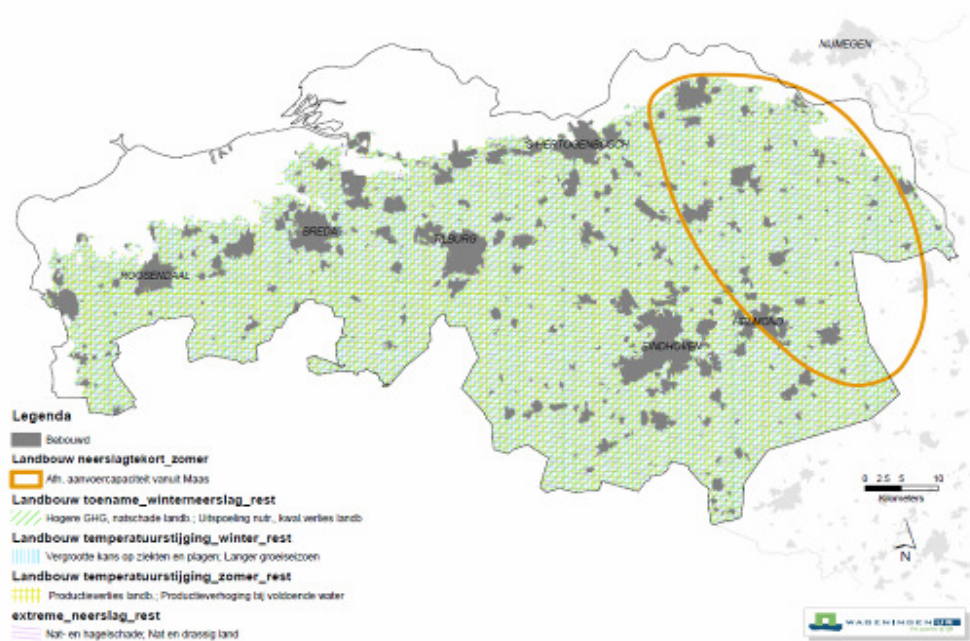 NIJMEGEN
'S HERTOGENBOSCH
BREDA
TILBURG
ROOSENDAAL
HELMOND
EINDHOVEN
Legenda
Bebouwd
Landbouw neerslagtekort_zomer
Afh. aanvoercapaciteit vanuit Maas
Landbouw toename_winterneerslag_rest
Hogere GHG, natschade landb.; Uitspoeling nutr., kwal.verlies landb
Landbouw temperatuurstijging_winter_rest
Vergrootte kans op ziekten en plagen; Langer groeiseizoen
Landbouw temperatuurstijging_zomer_rest
Productieverlies landb.; Productieverhoging bij voldoende water
extreme_neerslag_rest
Nat- en hagelschade; Nat en drassig land
0 2.5 5 10
Kilometers
N
WAGENINGEN UR